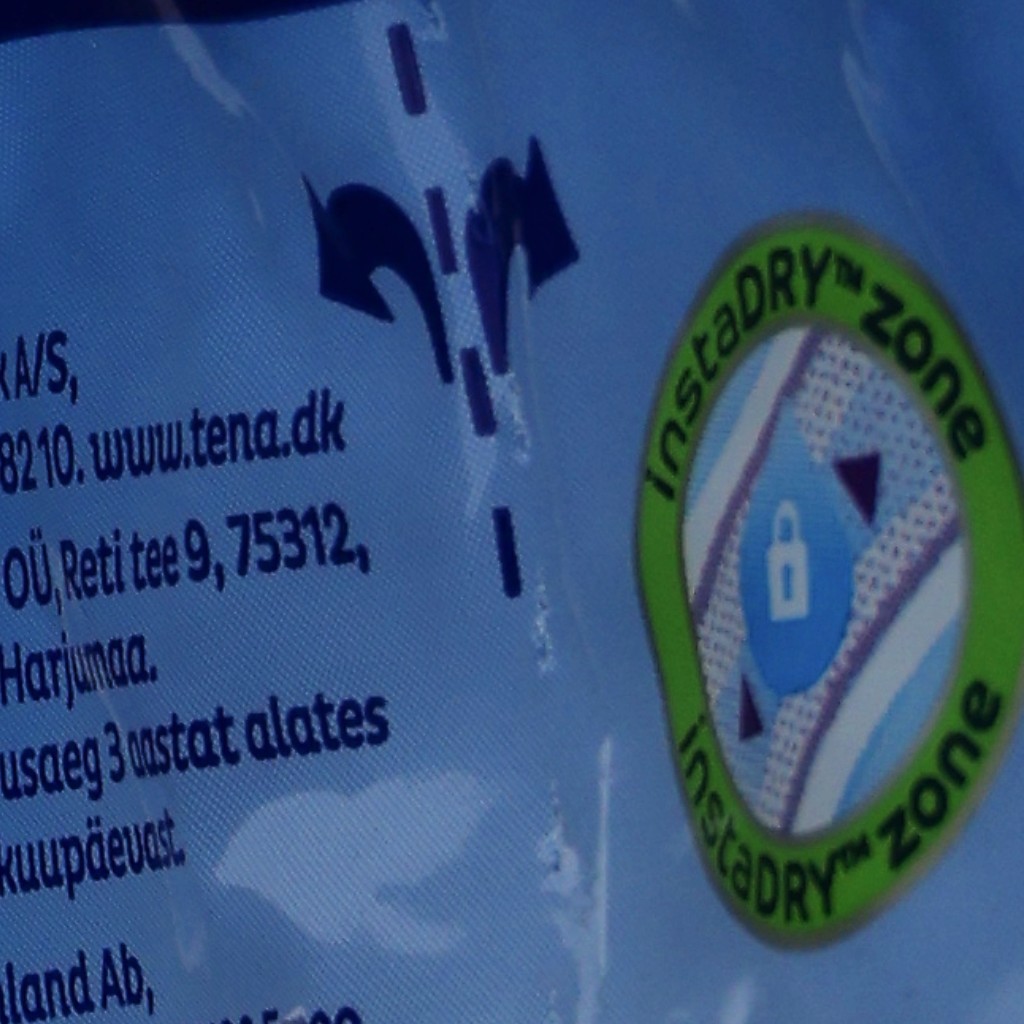 A/S,
8210. www.tena.dk
OÜ, Reti tee 9, 75312,
Harjumaa.
usaeg 3 aastat alates
kuupäevast.
land Ab,
instaDRY™ zone
instaDRY™ zone